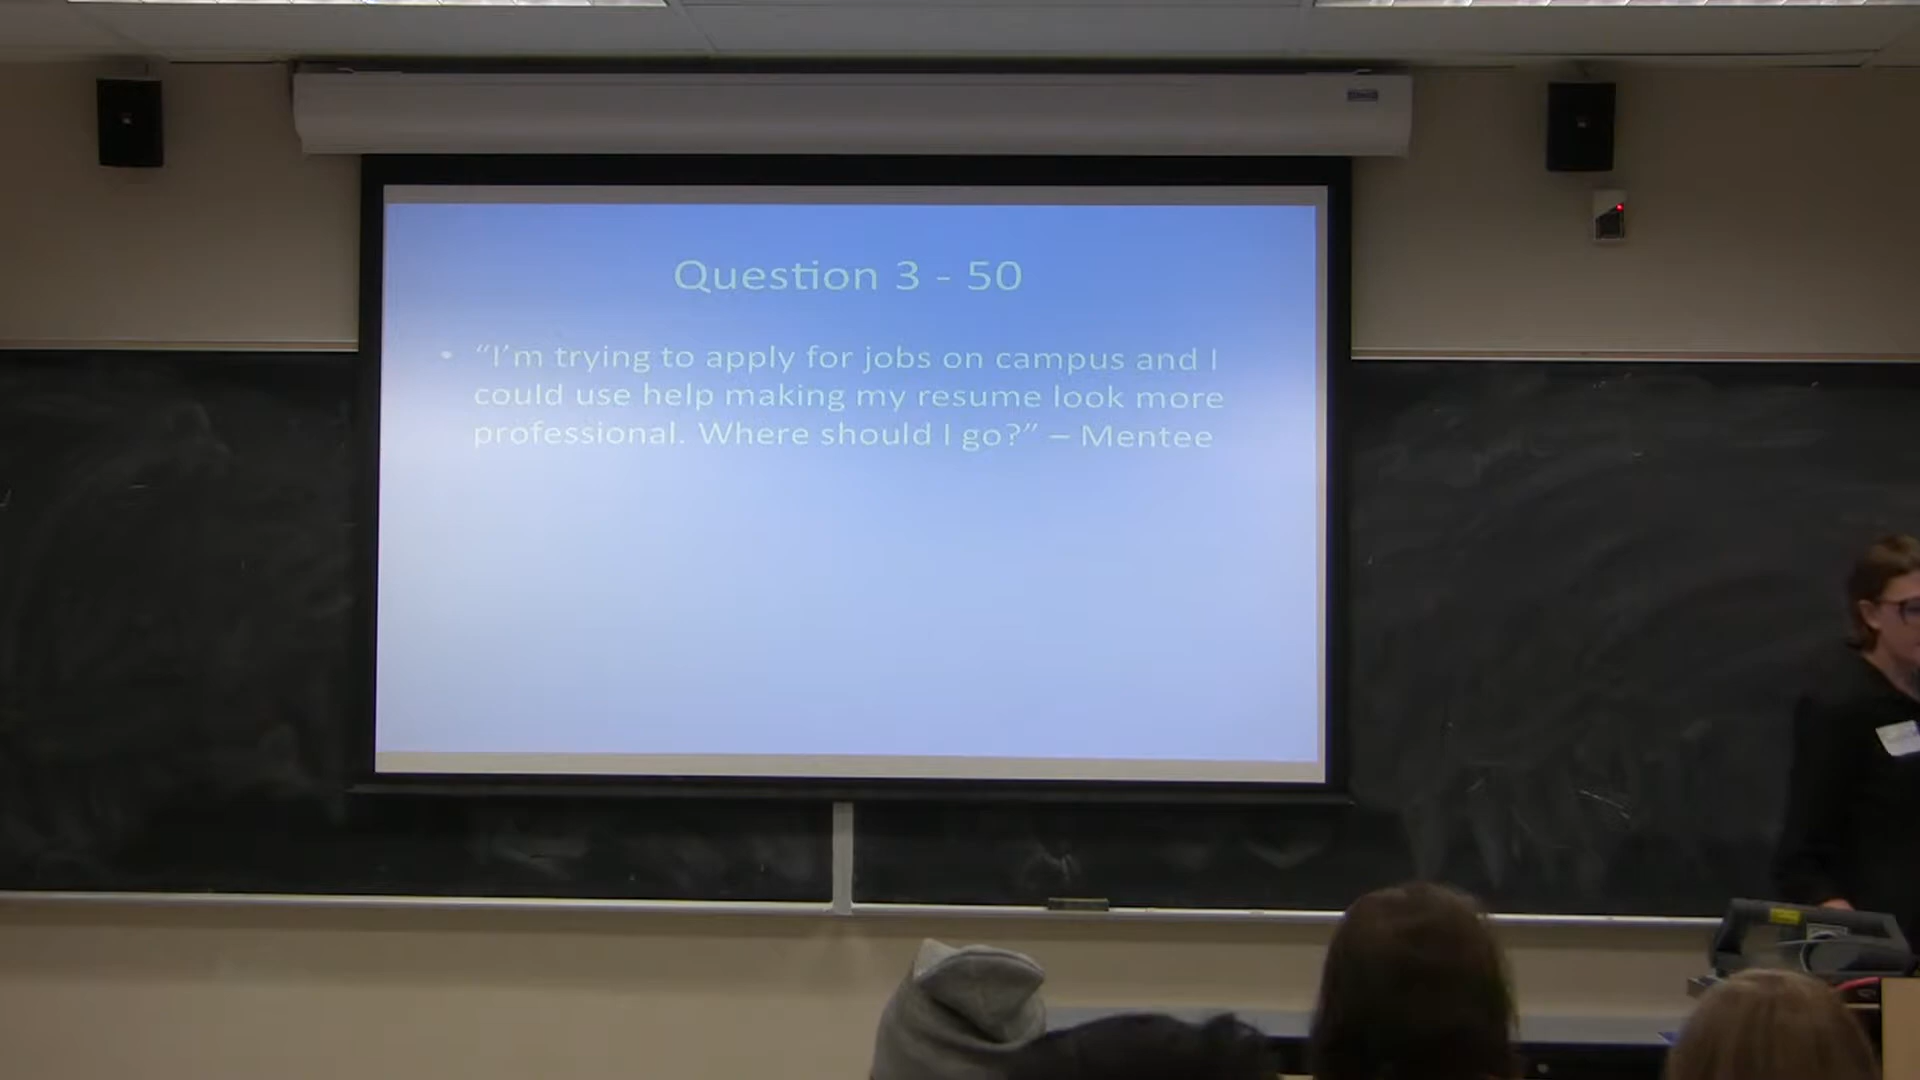 Question 3 - 50
• “I’m trying to apply for jobs on campus and I
could use help making my resume look more
professional. Where should I go?” – Mentee